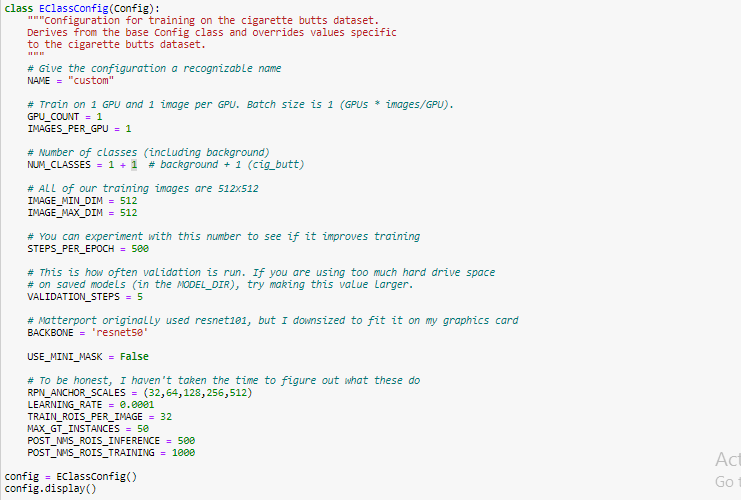 class EClassConfig(Config):
"""Configuration for training on the cigarette butts dataset.
Derives from the base Config class and overrides values specific
to the cigarette butts dataset.
"""
# Give the configuration a recognizable name
NAME = "custom"
# Train on 1 GPU and 1 image per GPU. Batch size is 1 (GPUs * images/GPU).
GPU_COUNT = 1
IMAGES_PER_GPU = 1
# Number of classes (including background)
NUM_CLASSES = 1 + 1  # background + 1 (cig_butt)
# All of our training images are 512x512
IMAGE_MIN_DIM = 512
IMAGE_MAX_DIM = 512
# You can experiment with this number to see if it improves training
STEPS_PER_EPOCH = 500
# This is how often validation is run. If you are using too much hard drive space
# on saved models (in the MODEL_DIR), try making this value larger.
VALIDATION_STEPS = 5
# Matterport originally used resnet101, but I downsized to fit it on my graphics card
BACKBONE = 'resnet50'
USE_MINI_MASK = False
# To be honest, I haven't taken the time to figure out what these do
RPN_ANCHOR_SCALES = (32,64,128,256,512)
LEARNING_RATE = 0.0001
TRAIN_ROIS_PER_IMAGE = 32
MAX_GT_INSTANCES = 50
POST_NMS_ROIS_INFERENCE = 500
POST_NMS_ROIS_TRAINING = 1000
config = EClassConfig()
config.display()
Act
Go t